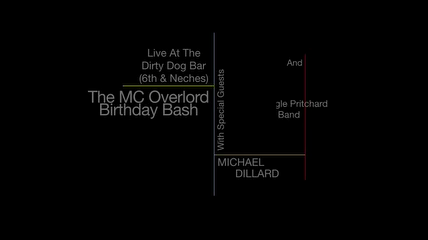 Live At The
Dirty Dog Bar
(6th & Neches)
The MC Overlord
Birthday Bash
With Special Guests
MICHAEL
DILLARD
And
gle Pritchard
Band